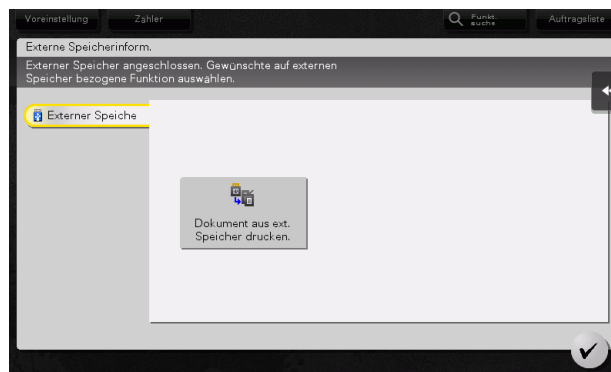 Voreinstellung Zähler Funkt. Auftragsliste
suche
Externe Speicherinform.
Externer Speicher angeschlossen. Gewünschte auf externen
Speicher bezogene Funktion auswählen.
Externer Speiche
Dokument aus ext.
Speicher drucken.